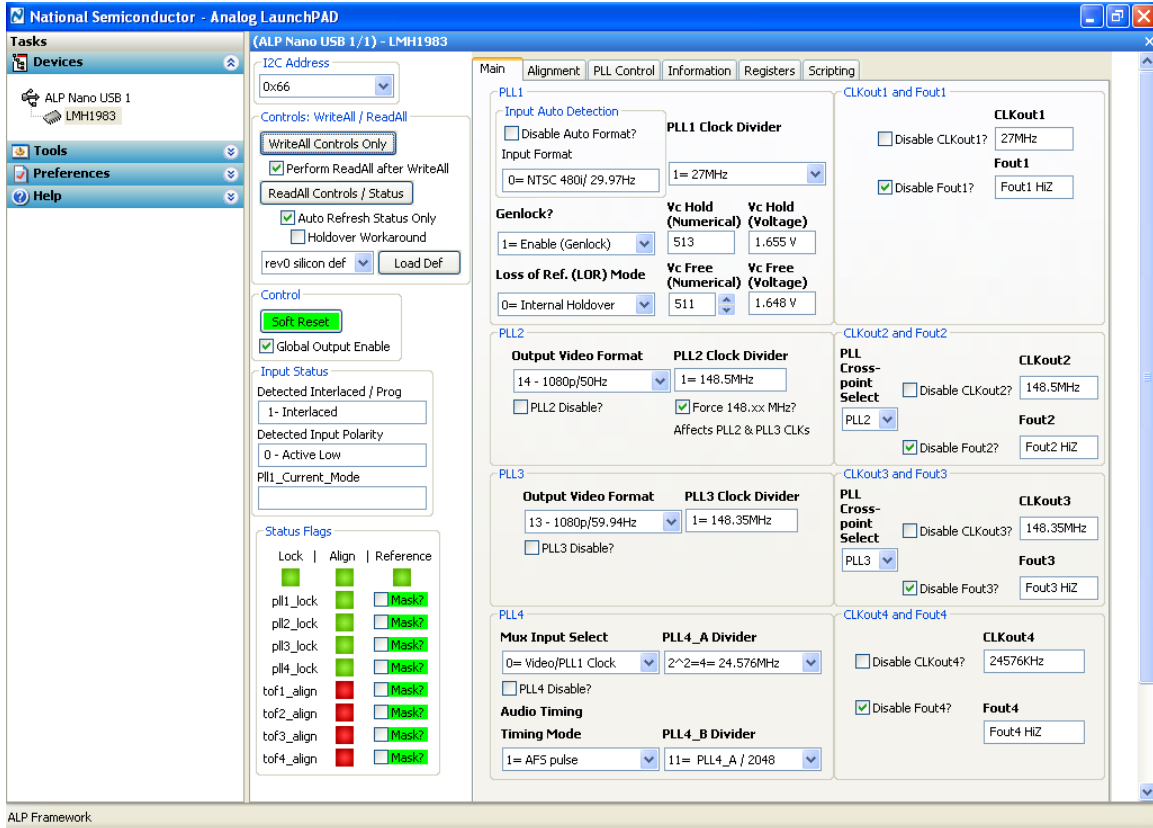 National Semiconductor - Analog LaunchPAD
Tasks
Devices
ALP Nano USB 1
LMH1983
Tools
Preferences
Help
(ALP Nano USB 1/1) - LMH1983
I2C Address
0x66
Controls: WriteAll / ReadAll
WriteAll Controls Only
Perform ReadAll after WriteAll
ReadAll Controls / Status
Auto Refresh Status Only
Holdover Workaround
rev0 silicon def Load Def
Control
Soft Reset
Global Output Enable
Input Status
Detected Interlaced / Prog
1- Interlaced
Detected Input Polarity
0 - Active Low
Pll1_Current_Mode
Status Flags
Lock | Align | Reference
pll1_lock Mask?
pll2_lock Mask?
pll3_lock Mask?
pll4_lock Mask?
tof1_align Mask?
tof2_align Mask?
tof3_align Mask?
tof4_align Mask?
Main Alignment PLL Control Information Registers Scripting
PLL1
Input Auto Detection
Disable Auto Format?
Input Format
0= NTSC 480i/ 29.97Hz
PLL1 Clock Divider
1= 27MHz
Genlock?
1= Enable (Genlock)
Vc Hold (Numerical)
513
Vc Hold (Voltage)
1.655 V
Loss of Ref. (LOR) Mode
0= Internal Holdover
Vc Free (Numerical)
511
Vc Free (Voltage)
1.648 V
CLKout1 and Fout1
CLKout1
Disable CLKout1? 27MHz
Fout1
Disable Fout1? Fout1 HiZ
PLL2
Output Video Format PLL2 Clock Divider
14 - 1080p/50Hz 1= 148.5MHz
PLL2 Disable? Force 148.xx MHz?
Affects PLL2 & PLL3 CLKs
CLKout2 and Fout2
PLL Cross-point Select
PLL2
CLKout2
Disable CLKout2? 148.5MHz
Fout2
Disable Fout2? Fout2 HiZ
PLL3
Output Video Format PLL3 Clock Divider
13 - 1080p/59.94Hz 1= 148.35MHz
PLL3 Disable?
CLKout3 and Fout3
PLL Cross-point Select
PLL3
CLKout3
Disable CLKout3? 148.35MHz
Fout3
Disable Fout3? Fout3 HiZ
PLL4
Mux Input Select PLL4_A Divider
0= Video/PLL1 Clock 2^2=4= 24.576MHz
PLL4 Disable?
Audio Timing
Timing Mode PLL4_B Divider
1= AFS pulse 11= PLL4_A / 2048
CLKout4 and Fout4
CLKout4
Disable CLKout4? 24576KHz
Disable Fout4? Fout4
Fout4 HiZ
ALP Framework